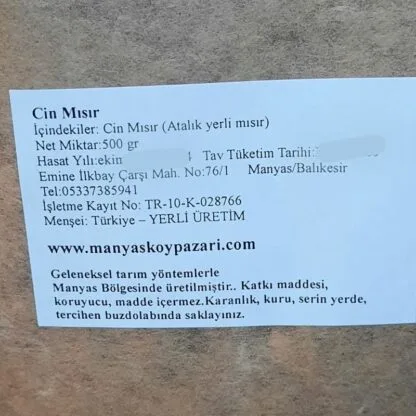 Cin Mısır
İçindekiler: Cin Mısır (Atalık yerli mısır)
Net Miktar:500 gr
Hasat Yılı:ekin Tav Tüketim Tarihi:
Emine İlkbay Çarşı Mah. No:76/1 Manyas/Balıkesir
Tel:05337385941
İşletme Kayıt No: TR-10-K-028766
Menşei: Türkiye – YERLİ ÜRETİM
www.manyaskoypazari.com
Geleneksel tarım yöntemlerle
Manyas Bölgesinde üretilmiştir.. Katkı maddesi,
koruyucu, madde içermez.Karanlık, kuru, serin yerde,
tercihen buzdolabında saklayınız.